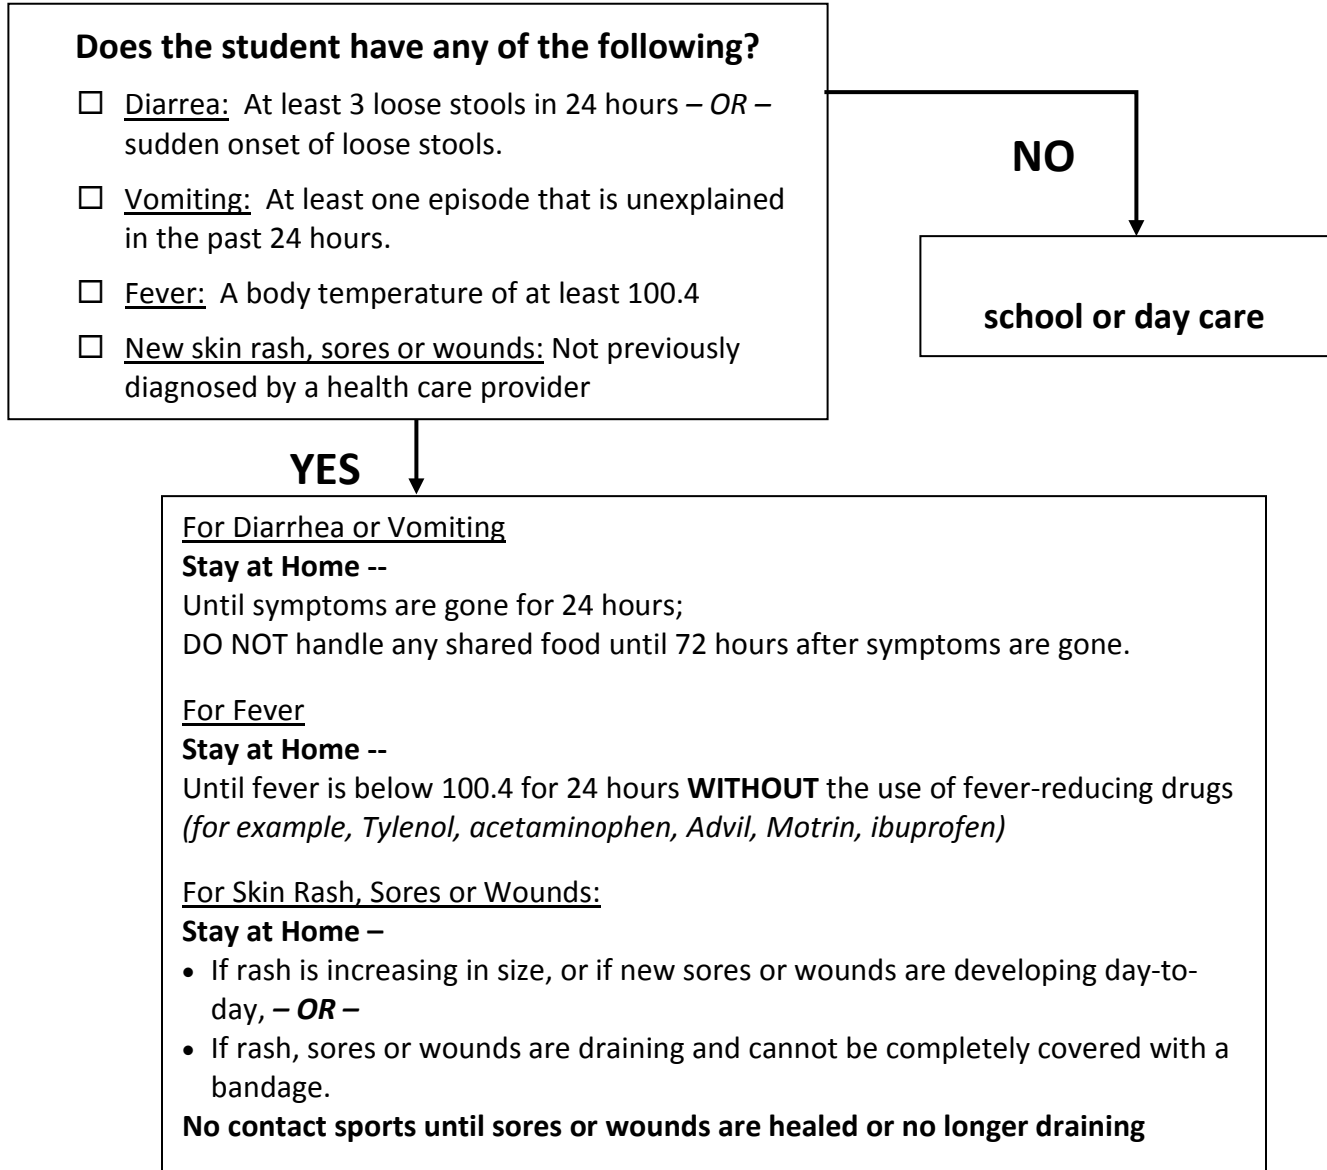 Does the student have any of the following?
☐ Diarrea: At least 3 loose stools in 24 hours – OR –
sudden onset of loose stools.
☐ Vomiting: At least one episode that is unexplained
in the past 24 hours.
☐ Fever: A body temperature of at least 100.4
☐ New skin rash, sores or wounds: Not previously
diagnosed by a health care provider
NO
school or day care
YES
For Diarrhea or Vomiting
Stay at Home --
Until symptoms are gone for 24 hours;
DO NOT handle any shared food until 72 hours after symptoms are gone.
For Fever
Stay at Home --
Until fever is below 100.4 for 24 hours WITHOUT the use of fever-reducing drugs
(for example, Tylenol, acetaminophen, Advil, Motrin, ibuprofen)
For Skin Rash, Sores or Wounds:
Stay at Home –
• If rash is increasing in size, or if new sores or wounds are developing day-to-
day, – OR –
• If rash, sores or wounds are draining and cannot be completely covered with a
bandage.
No contact sports until sores or wounds are healed or no longer draining